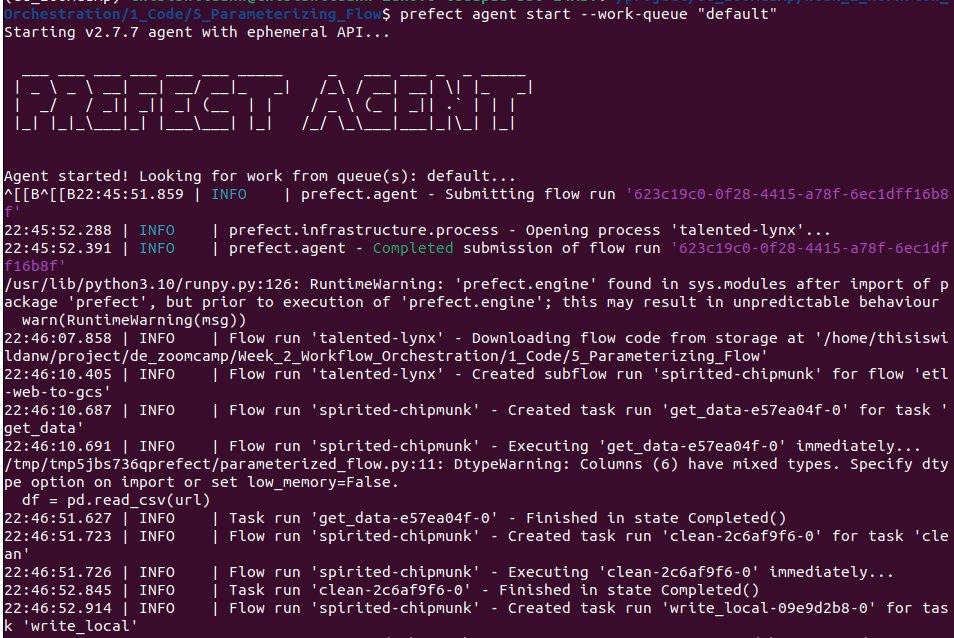 Orchestration/1_Code/5_Parameterizing_Flow$ prefect agent start --work-queue "default"
Starting v2.7.7 agent with ephemeral API...
PREFECT AGENT
Agent started! Looking for work from queue(s): default...
^[[B^[[B22:45:51.859 | INFO    | prefect.agent - Submitting flow run '623c19c0-0f28-4415-a78f-6ec1dff16b8
f'
22:45:52.288 | INFO    | prefect.infrastructure.process - Opening process 'talented-lynx'...
22:45:52.391 | INFO    | prefect.agent - Completed submission of flow run '623c19c0-0f28-4415-a78f-6ec1df
f16b8f'
/usr/lib/python3.10/runpy.py:126: RuntimeWarning: 'prefect.engine' found in sys.modules after import of p
ackage 'prefect', but prior to execution of 'prefect.engine'; this may result in unpredictable behaviour
  warn(RuntimeWarning(msg))
22:46:07.858 | INFO    | Flow run 'talented-lynx' - Downloading flow code from storage at '/home/thisiswi
ldanw/project/de_zoomcamp/Week_2_Workflow_Orchestration/1_Code/5_Parameterizing_Flow'
22:46:10.405 | INFO    | Flow run 'talented-lynx' - Created subflow run 'spirited-chipmunk' for flow 'etl
-web-to-gcs'
22:46:10.687 | INFO    | Flow run 'spirited-chipmunk' - Created task run 'get_data-e57ea04f-0' for task '
get_data'
22:46:10.691 | INFO    | Flow run 'spirited-chipmunk' - Executing 'get_data-e57ea04f-0' immediately...
/tmp/tmp5jbs736qprefect/parameterized_flow.py:11: DtypeWarning: Columns (6) have mixed types. Specify dty
pe option on import or set low_memory=False.
  df = pd.read_csv(url)
22:46:51.627 | INFO    | Task run 'get_data-e57ea04f-0' - Finished in state Completed()
22:46:51.723 | INFO    | Flow run 'spirited-chipmunk' - Created task run 'clean-2c6af9f6-0' for task 'cle
an'
22:46:51.726 | INFO    | Flow run 'spirited-chipmunk' - Executing 'clean-2c6af9f6-0' immediately...
22:46:52.845 | INFO    | Task run 'clean-2c6af9f6-0' - Finished in state Completed()
22:46:52.914 | INFO    | Flow run 'spirited-chipmunk' - Created task run 'write_local-09e9d2b8-0' for tas
k 'write_local'